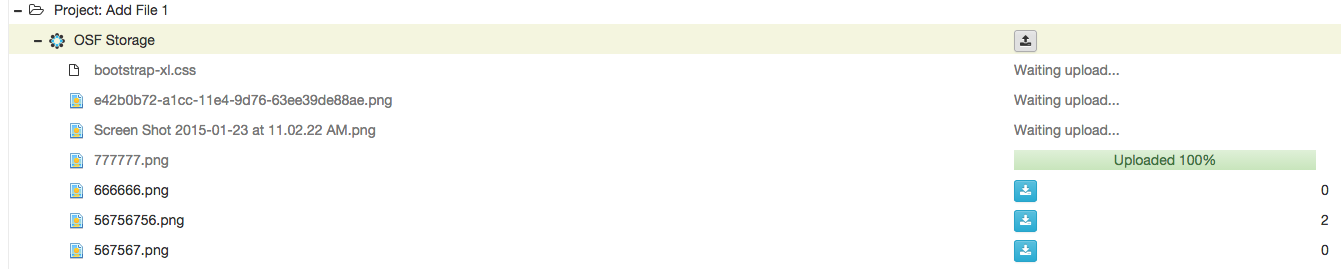 Project: Add File 1
OSF Storage
bootstrap-xl.css Waiting upload...
e42b0b72-a1cc-11e4-9d76-63ee39de88ae.png Waiting upload...
Screen Shot 2015-01-23 at 11.02.22 AM.png Waiting upload...
777777.png Uploaded 100%
666666.png 0
56756756.png 2
567567.png 0